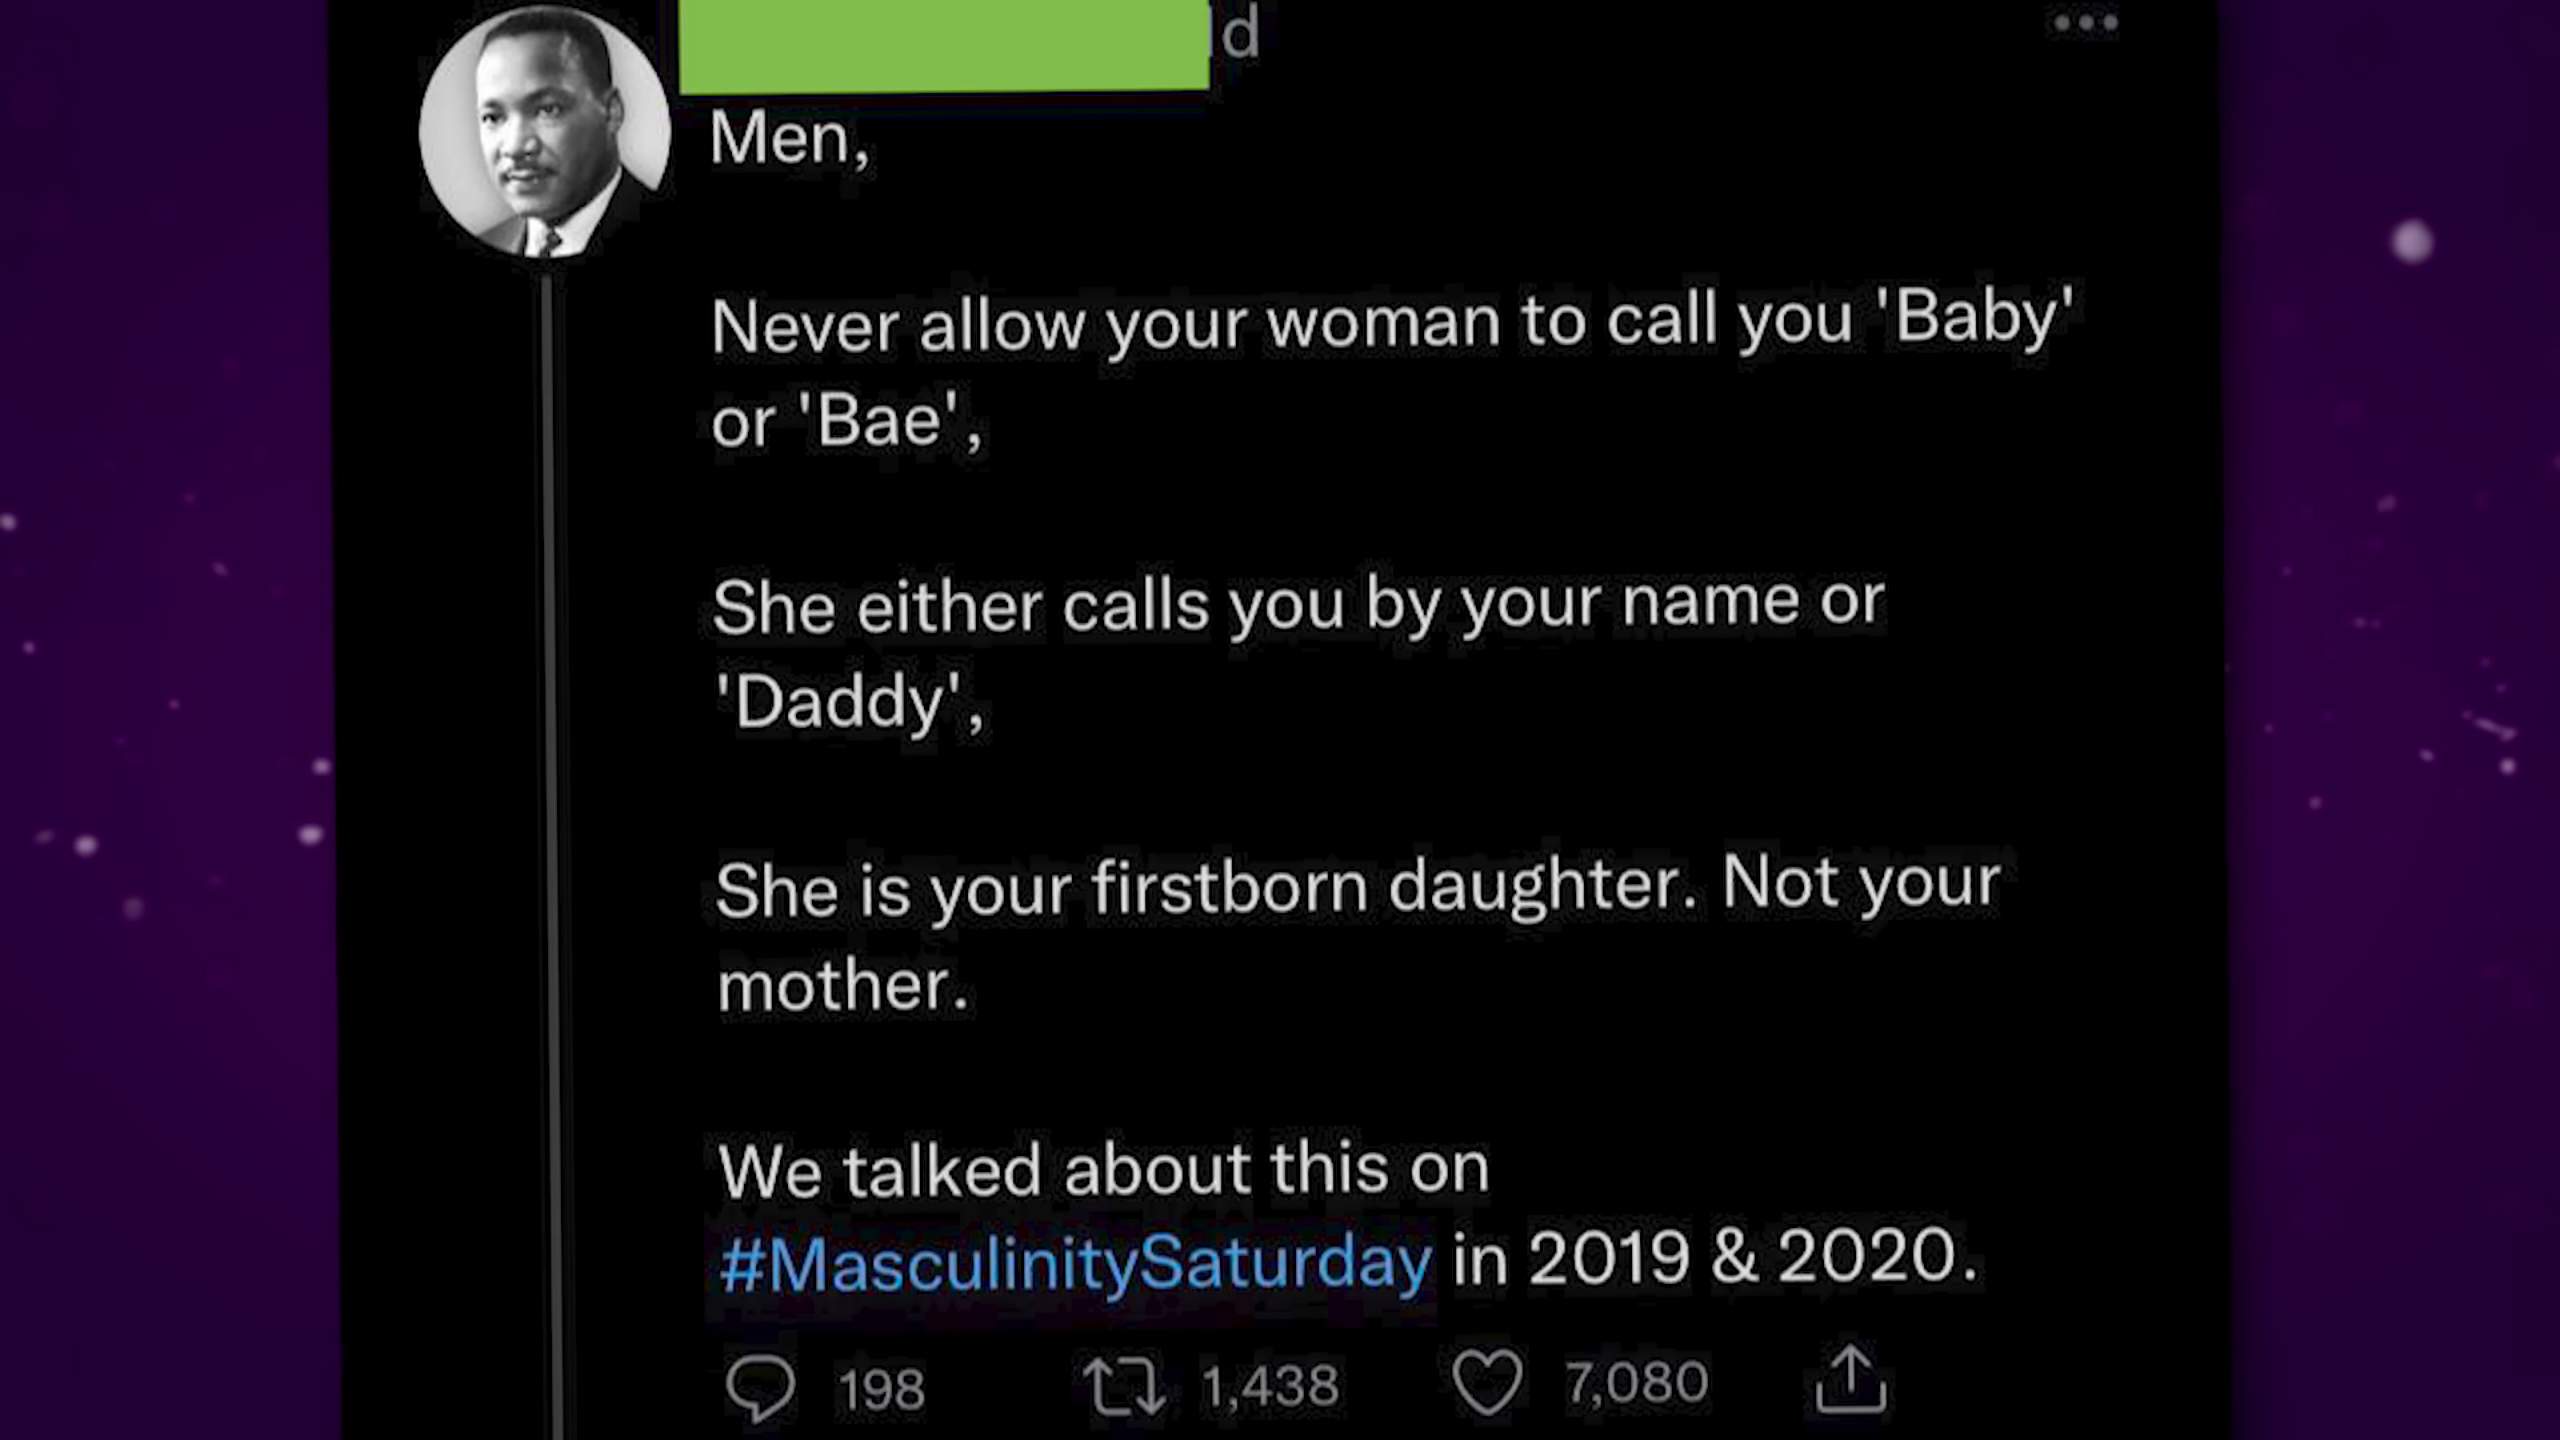 d
Men,
Never allow your woman to call you 'Baby'
or 'Bae',
She either calls you by your name or
'Daddy',
She is your firstborn daughter. Not your
mother.
We talked about this on
#MasculinitySaturday in 2019 & 2020.
198 1,438 7,080